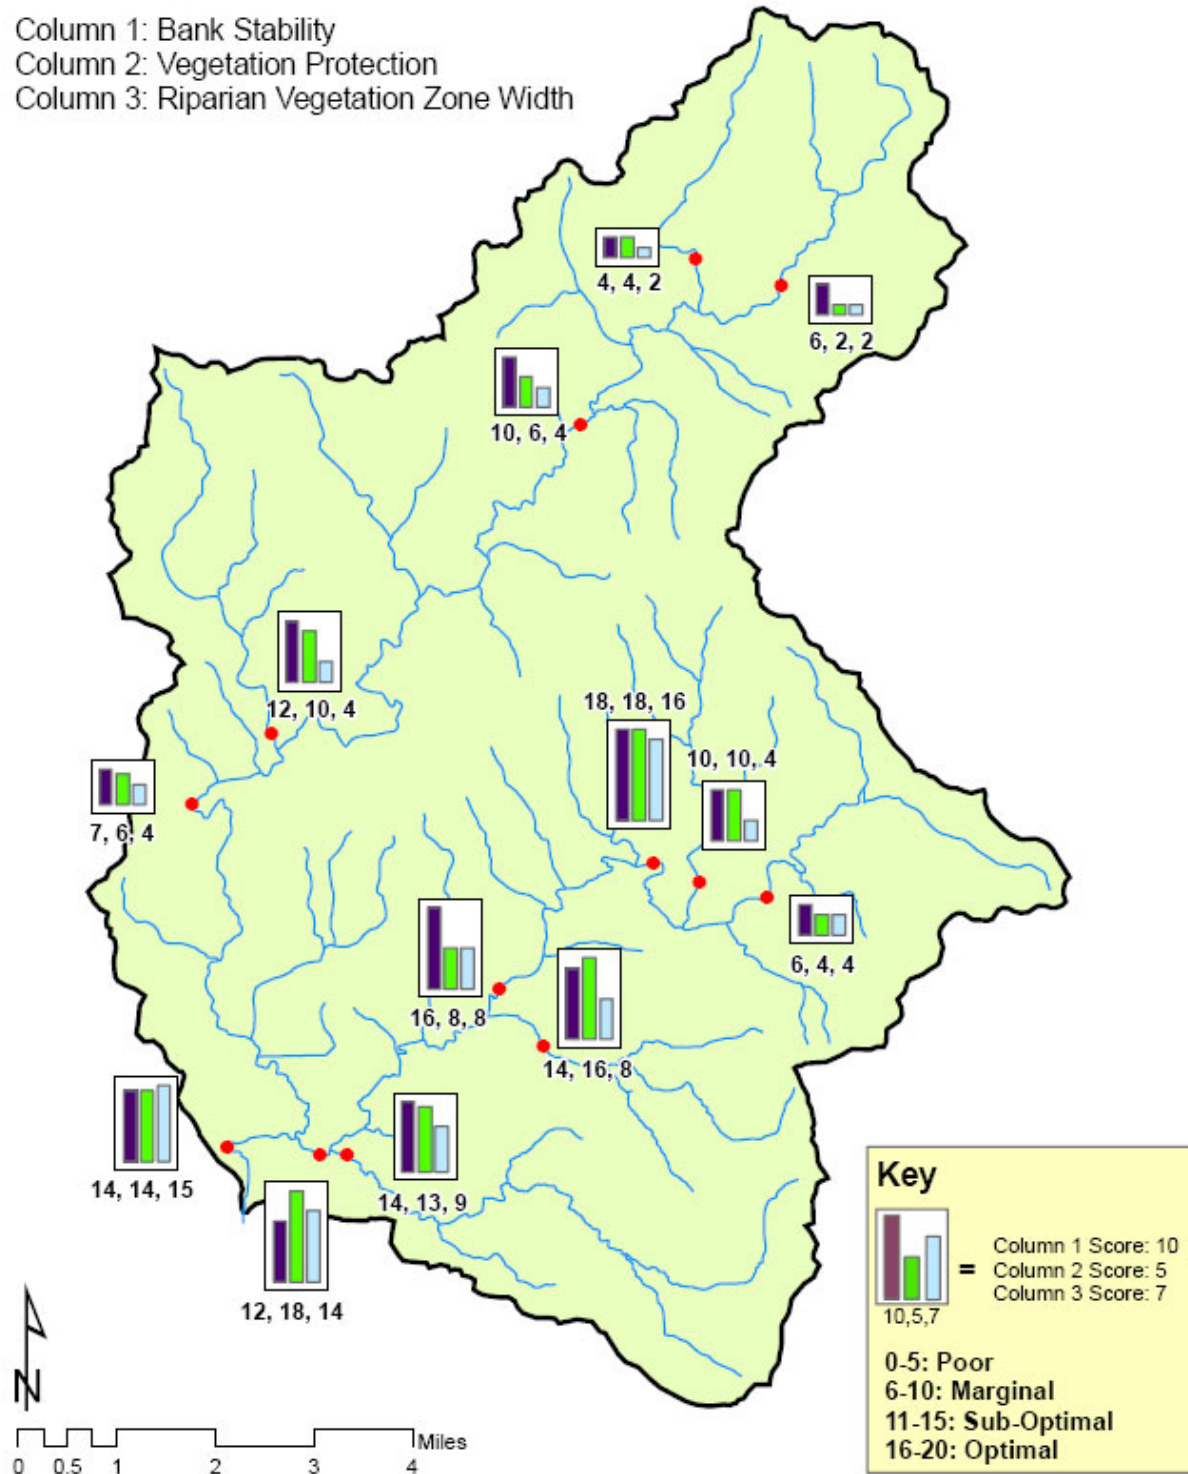 Column 1: Bank Stability
Column 2: Vegetation Protection
Column 3: Riparian Vegetation Zone Width
4, 4, 2
6, 2, 2
10, 6, 4
12, 10, 4
18, 18, 16
10, 10, 4
7, 6, 4
6, 4, 4
16, 8, 8
14, 16, 8
14, 14, 15
14, 13, 9
12, 18, 14
Key
= Column 1 Score: 10
Column 2 Score: 5
Column 3 Score: 7
10,5,7
0-5: Poor
6-10: Marginal
11-15: Sub-Optimal
16-20: Optimal
N
Miles
0 0.5 1 2 3 4